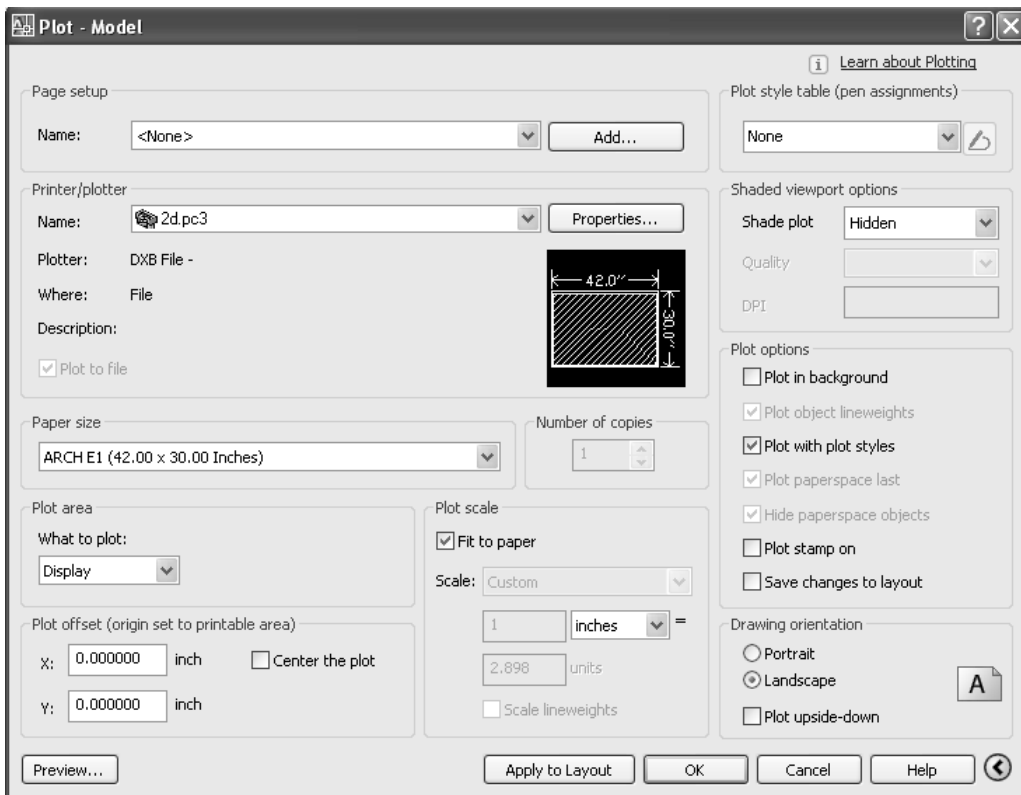 Plot - Model
Learn about Plotting
Page setup
Name: <None> Add...
Plot style table (pen assignments)
None
Printer/plotter
Name: 2d.pc3 Properties...
Plotter: DXB File -
Where: File
Description:
Plot to file
42.0''
30.0''
Shaded viewport options
Shade plot Hidden
Quality
DPI
Paper size
ARCH E1 (42.00 x 30.00 Inches)
Number of copies
1
Plot options
Plot in background
Plot object lineweights
Plot with plot styles
Plot paperspace last
Hide paperspace objects
Plot stamp on
Save changes to layout
Plot area
What to plot:
Display
Plot scale
Fit to paper
Scale: Custom
1 inches =
2.898 units
Scale lineweights
Plot offset (origin set to printable area)
X: 0.000000 inch Center the plot
Y: 0.000000 inch
Drawing orientation
Portrait
Landscape
Plot upside-down
A
Preview... Apply to Layout OK Cancel Help